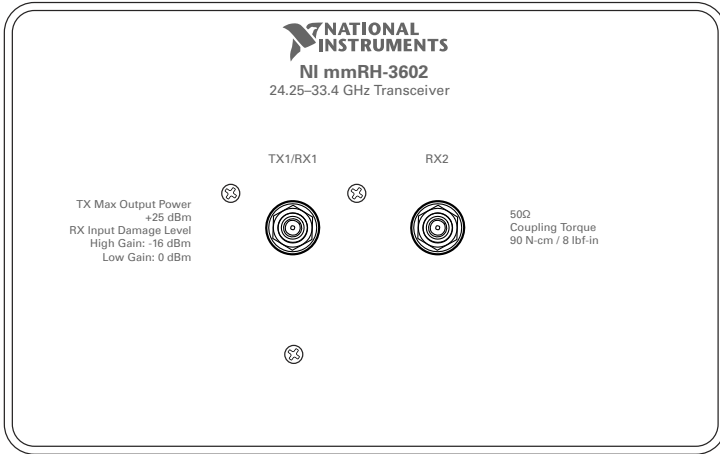 NATIONAL
INSTRUMENTS
NI mmRH-3602
24.25–33.4 GHz Transceiver
TX1/RX1
RX2
TX Max Output Power
+25 dBm
RX Input Damage Level
High Gain: -16 dBm
Low Gain: 0 dBm
50Ω
Coupling Torque
90 N-cm / 8 lbf-in